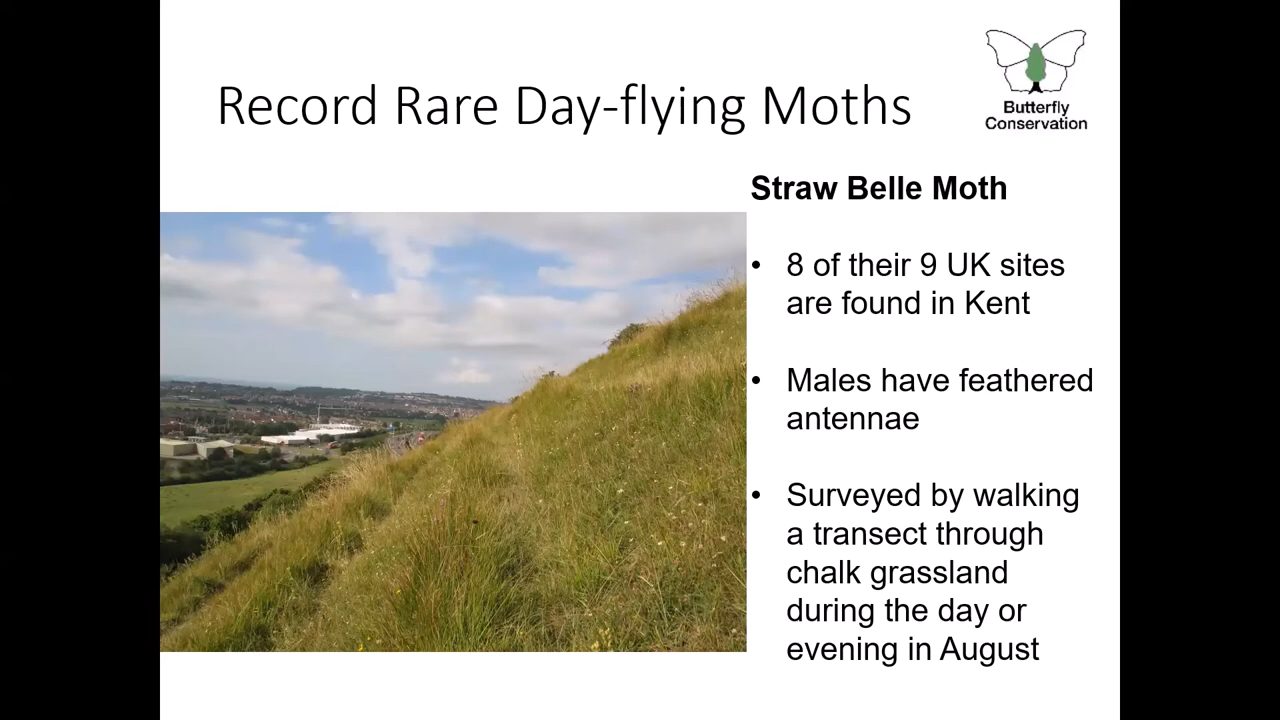 Butterfly
Conservation
Record Rare Day-flying Moths
Straw Belle Moth
• 8 of their 9 UK sites
are found in Kent
• Males have feathered
antennae
• Surveyed by walking
a transect through
chalk grassland
during the day or
evening in August